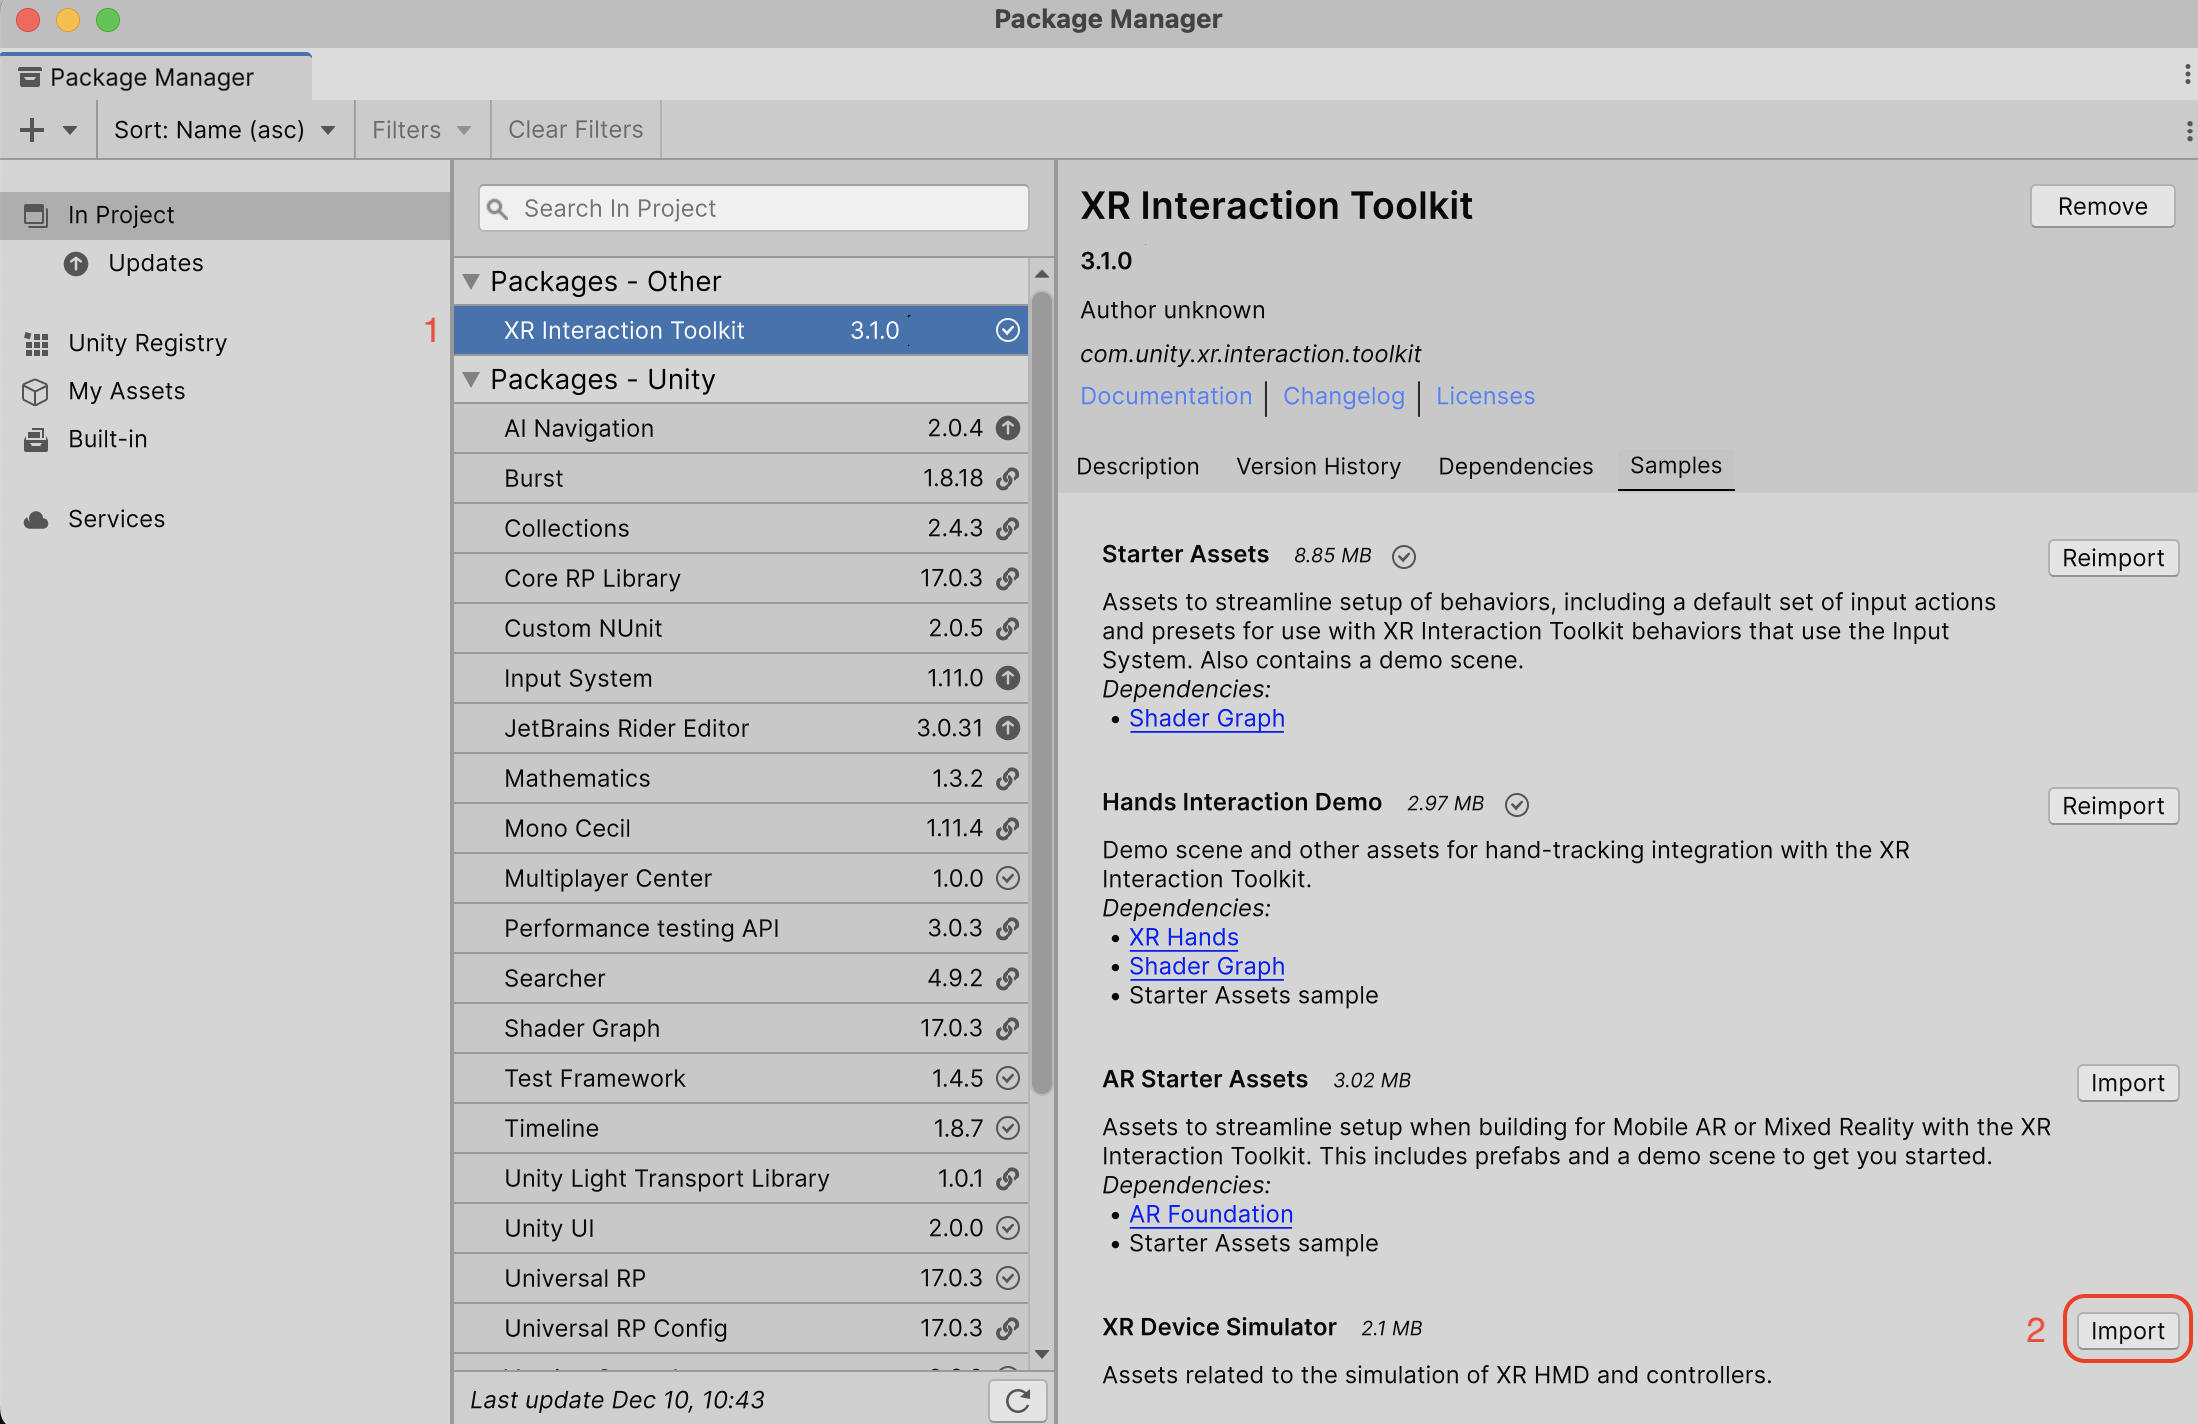 Package Manager
Package Manager
Sort: Name (asc)
Filters
Clear Filters
In Project
Updates
Unity Registry
My Assets
Built-in
Services
Search In Project
Packages - Other
1
XR Interaction Toolkit 3.1.0
Packages - Unity
AI Navigation 2.0.4
Burst 1.8.18
Collections 2.4.3
Core RP Library 17.0.3
Custom NUnit 2.0.5
Input System 1.11.0
JetBrains Rider Editor 3.0.31
Mathematics 1.3.2
Mono Cecil 1.11.4
Multiplayer Center 1.0.0
Performance testing API 3.0.3
Searcher 4.9.2
Shader Graph 17.0.3
Test Framework 1.4.5
Timeline 1.8.7
Unity Light Transport Library 1.0.1
Unity UI 2.0.0
Universal RP 17.0.3
Universal RP Config 17.0.3
Last update Dec 10, 10:43
XR Interaction Toolkit
Remove
3.1.0
Author unknown
com.unity.xr.interaction.toolkit
Documentation | Changelog | Licenses
Description Version History Dependencies Samples
Starter Assets 8.85 MB
Reimport
Assets to streamline setup of behaviors, including a default set of input actions
and presets for use with XR Interaction Toolkit behaviors that use the Input
System. Also contains a demo scene.
Dependencies:
• Shader Graph
Hands Interaction Demo 2.97 MB
Reimport
Demo scene and other assets for hand-tracking integration with the XR
Interaction Toolkit.
Dependencies:
• XR Hands
• Shader Graph
• Starter Assets sample
AR Starter Assets 3.02 MB
Import
Assets to streamline setup when building for Mobile AR or Mixed Reality with the XR
Interaction Toolkit. This includes prefabs and a demo scene to get you started.
Dependencies:
• AR Foundation
• Starter Assets sample
XR Device Simulator 2.1 MB
2
Import
Assets related to the simulation of XR HMD and controllers.